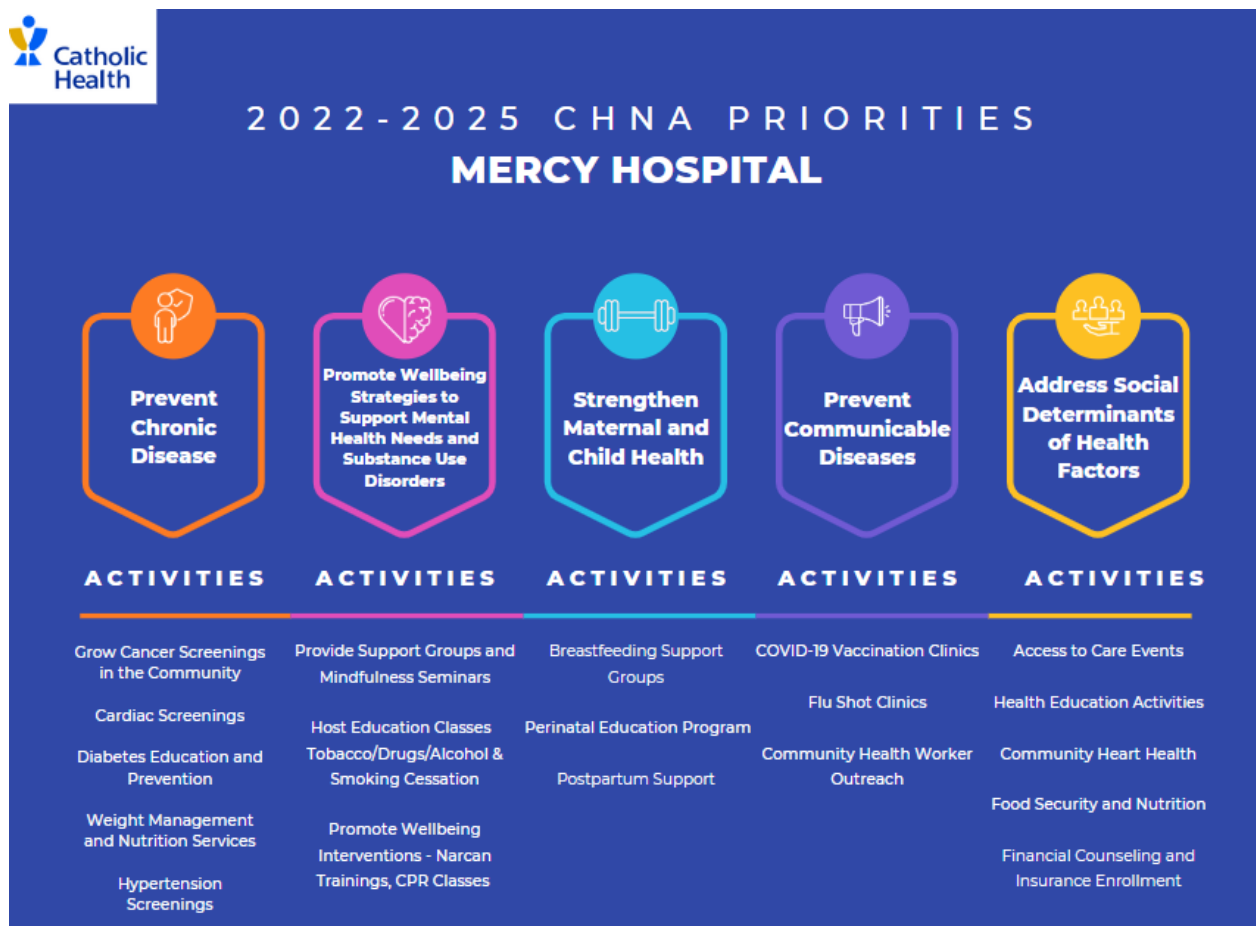 Catholic
Health
2022-2025 CHNA PRIORITIES
MERCY HOSPITAL
Prevent
Chronic
Disease
Promote Wellbeing
Strategies to
Support Mental
Health Needs and
Substance Use
Disorders
Strengthen
Maternal and
Child Health
Prevent
Communicable
Diseases
Address Social
Determinants
of Health
Factors
ACTIVITIES
Grow Cancer Screenings
in the Community
Cardiac Screenings
Diabetes Education and
Prevention
Weight Management
and Nutrition Services
Hypertension
Screenings
ACTIVITIES
Provide Support Groups and
Mindfulness Seminars
Host Education Classes
Tobacco/Drugs/Alcohol &
Smoking Cessation
Promote Wellbeing
Interventions - Narcan
Trainings, CPR Classes
ACTIVITIES
Breastfeeding Support
Groups
Perinatal Education Program
Postpartum Support
ACTIVITIES
COVID-19 Vaccination Clinics
Flu Shot Clinics
Community Health Worker
Outreach
ACTIVITIES
Access to Care Events
Health Education Activities
Community Heart Health
Food Security and Nutrition
Financial Counseling and
Insurance Enrollment